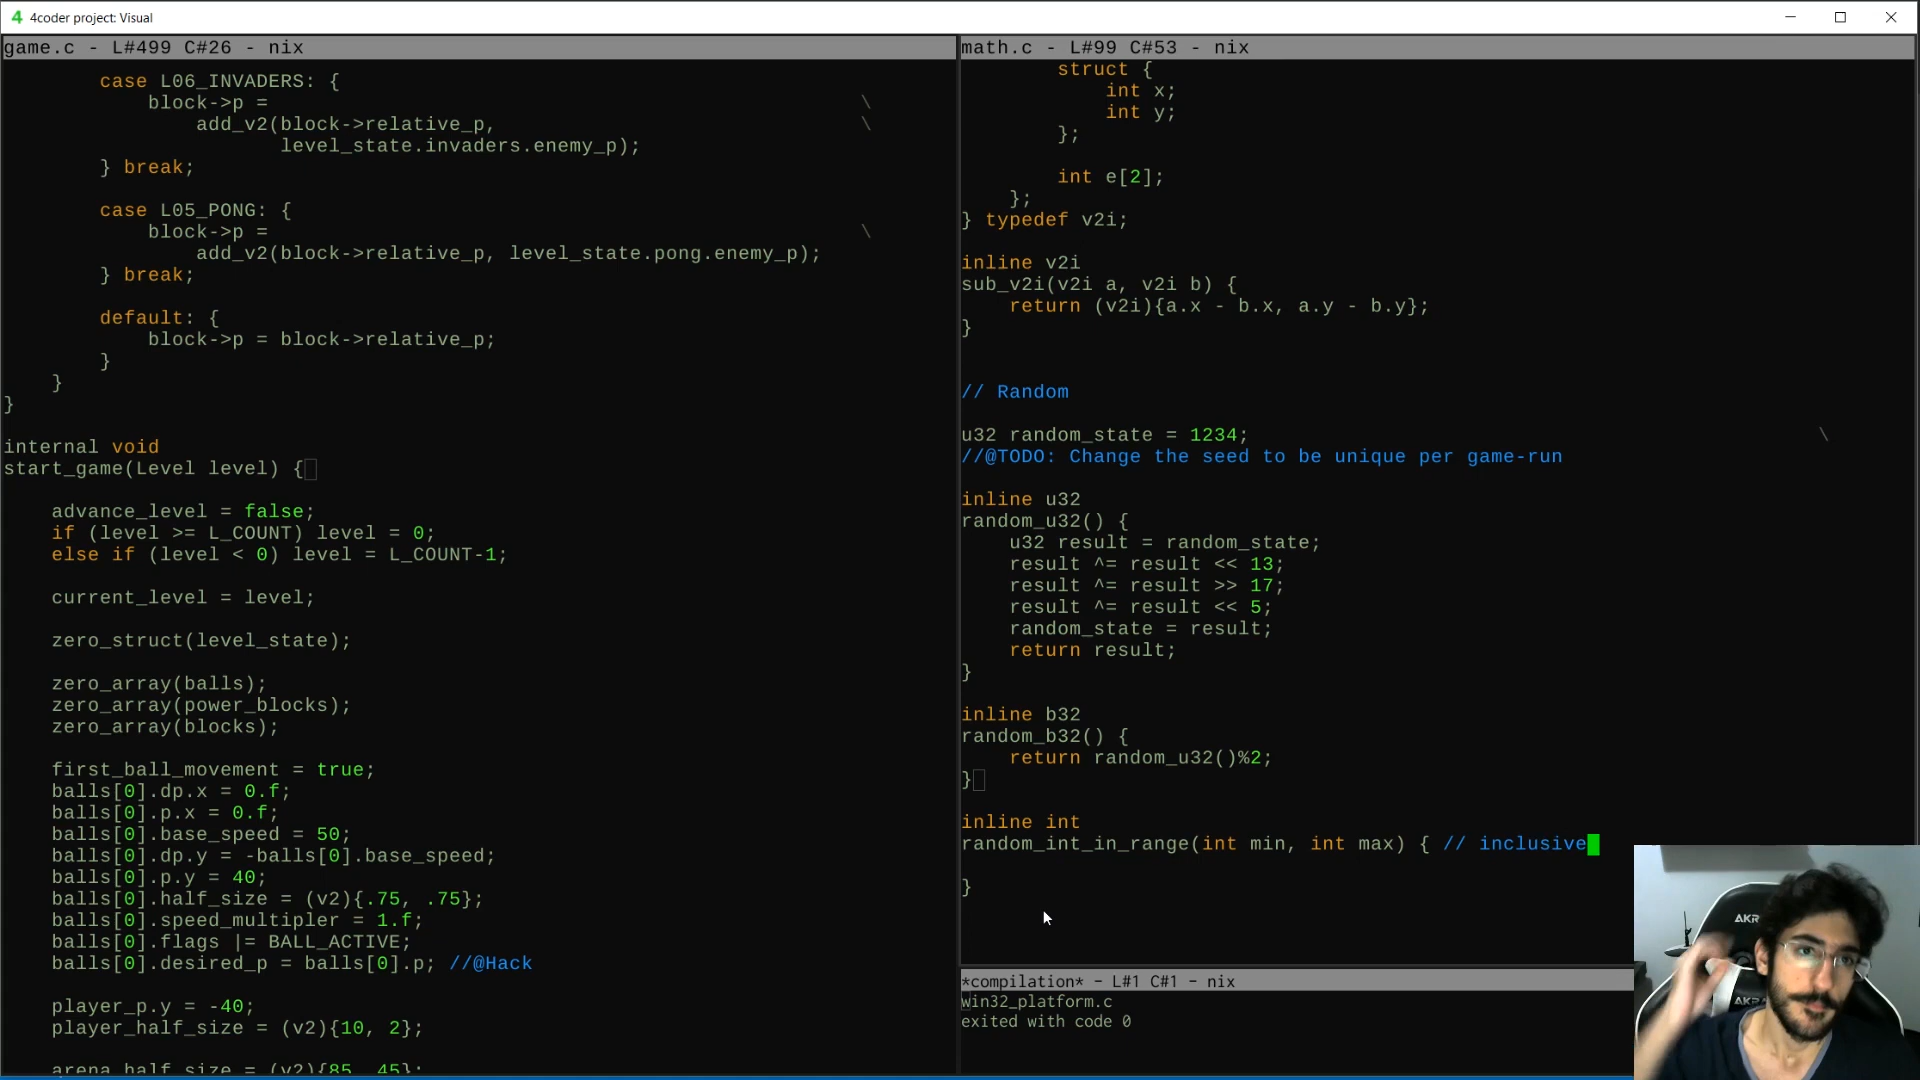 4 4coder project: Visual
game.c - L#499 C#26 - nix
case L06_INVADERS: {
block->p = \
add_v2(block->relative_p, \
level_state.invaders.enemy_p);
} break;
case L05_PONG: {
block->p = \
add_v2(block->relative_p, level_state.pong.enemy_p);
} break;
default: {
block->p = block->relative_p;
}
}
}
internal void
start_game(Level level) {
advance_level = false;
if (level >= L_COUNT) level = 0;
else if (level < 0) level = L_COUNT-1;
current_level = level;
zero_struct(level_state);
zero_array(balls);
zero_array(power_blocks);
zero_array(blocks);
first_ball_movement = true;
balls[0].dp.x = 0.f;
balls[0].p.x = 0.f;
balls[0].base_speed = 50;
balls[0].dp.y = -balls[0].base_speed;
balls[0].p.y = 40;
balls[0].half_size = (v2){.75, .75};
balls[0].speed_multipler = 1.f;
balls[0].flags |= BALL_ACTIVE;
balls[0].desired_p = balls[0].p; //@Hack
player_p.y = -40;
player_half_size = (v2){10, 2};
arena_half_size = (v2){85, 45};
math.c - L#99 C#53 - nix
struct {
int x;
int y;
};
int e[2];
};
} typedef v2i;
inline v2i
sub_v2i(v2i a, v2i b) {
return (v2i){a.x - b.x, a.y - b.y};
}
// Random
u32 random_state = 1234; \
//@TODO: Change the seed to be unique per game-run
inline u32
random_u32() {
u32 result = random_state;
result ^= result << 13;
result ^= result >> 17;
result ^= result << 5;
random_state = result;
return result;
}
inline b32
random_b32() {
return random_u32()%2;
}
inline int
random_int_in_range(int min, int max) { // inclusive
}
*compilation* - L#1 C#1 - nix
win32_platform.c
exited with code 0
AKR
AKR